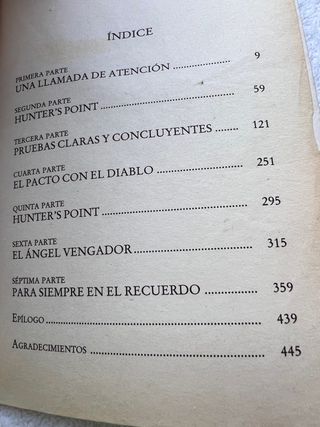 ÍNDICE
PRIMERA PARTE
UNA LLAMADA DE ATENCIÓN .................. 9
SEGUNDA PARTE
HUNTER'S POINT .................. 59
TERCERA PARTE
PRUEBAS CLARAS Y CONCLUYENTES ........ 121
CUARTA PARTE
EL PACTO CON EL DIABLO .................. 251
QUINTA PARTE
HUNTER'S POINT .................. 295
SEXTA PARTE
EL ÁNGEL VENGADOR .................. 315
SÉPTIMA PARTE
PARA SIEMPRE EN EL RECUERDO ............ 359
EPÍLOGO .................. 439
AGRADECIMIENTOS .................. 445